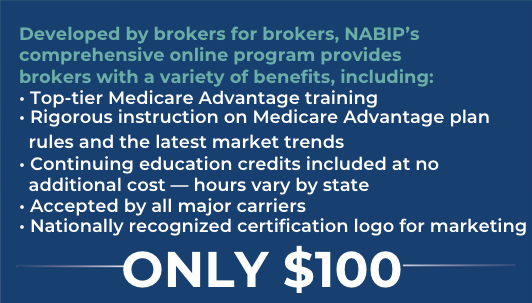 Developed by brokers for brokers, NABIP's
comprehensive online program provides
brokers with a variety of benefits, including:
• Top-tier Medicare Advantage training
• Rigorous instruction on Medicare Advantage plan
rules and the latest market trends
• Continuing education credits included at no
additional cost — hours vary by state
• Accepted by all major carriers
• Nationally recognized certification logo for marketing
ONLY $100